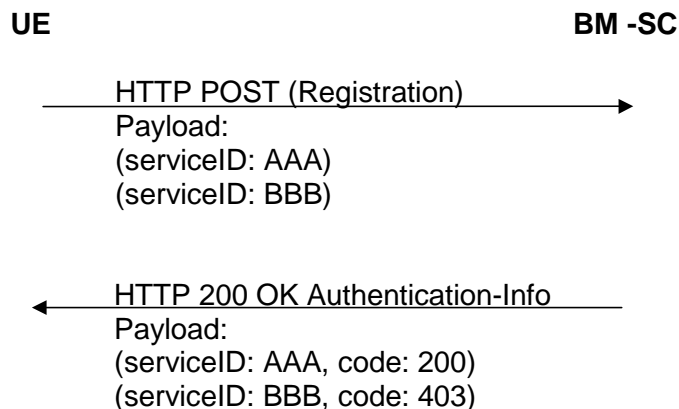 UE BM -SC
HTTP POST (Registration)
Payload:
(serviceID: AAA)
(serviceID: BBB)
HTTP 200 OK Authentication-Info
Payload:
(serviceID: AAA, code: 200)
(serviceID: BBB, code: 403)